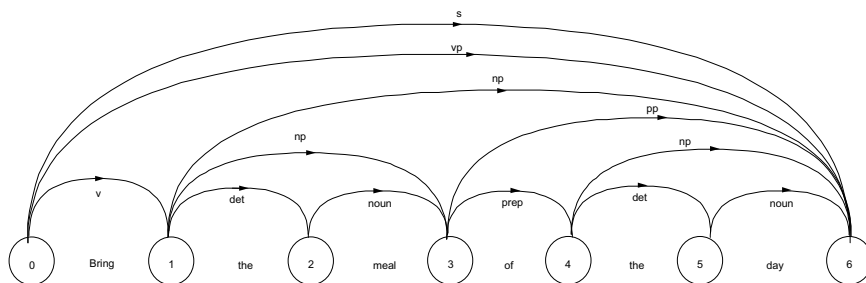 s
vp
np
pp
np
np
v
det
noun
prep
det
noun
0 Bring 1 the 2 meal 3 of 4 the 5 day 6